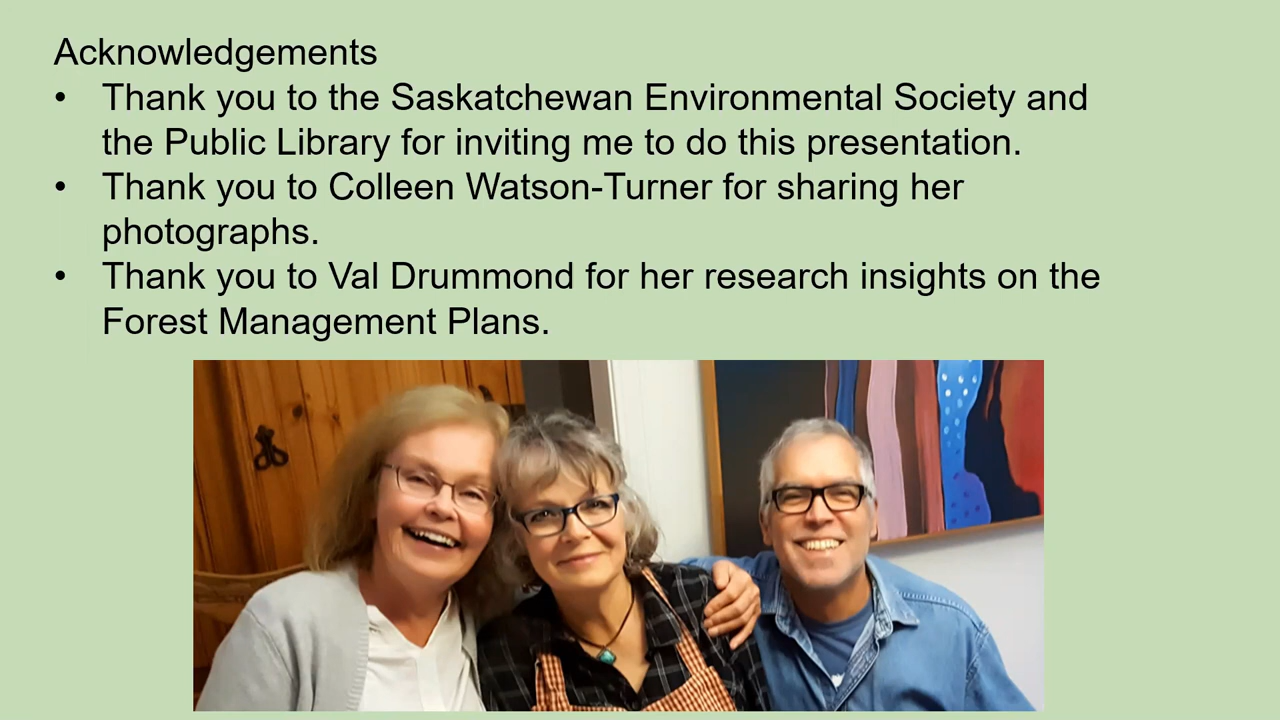 Acknowledgements
• Thank you to the Saskatchewan Environmental Society and
the Public Library for inviting me to do this presentation.
• Thank you to Colleen Watson-Turner for sharing her
photographs.
• Thank you to Val Drummond for her research insights on the
Forest Management Plans.